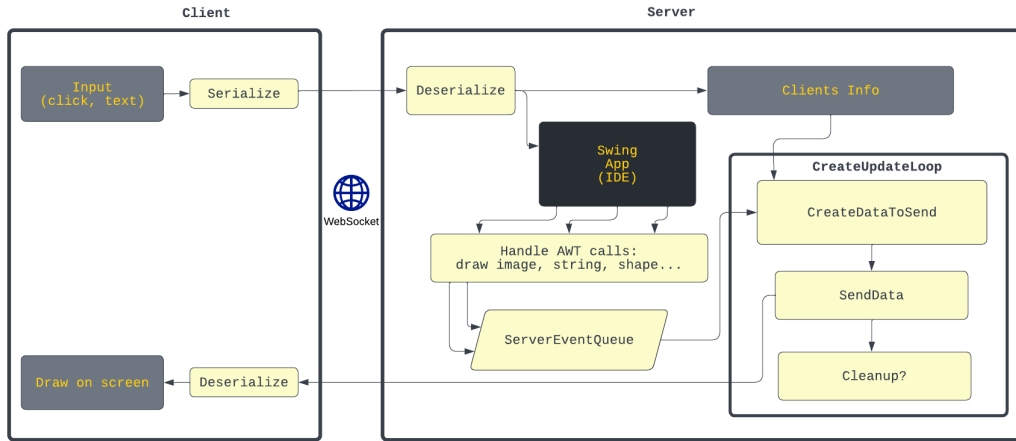 Client
Server
Input
(click, text)
Serialize
Deserialize
Clients Info
Swing
App
(IDE)
CreateUpdateLoop
WebSocket
CreateDataToSend
Handle AWT calls:
draw image, string, shape...
SendData
ServerEventQueue
Draw on screen
Deserialize
Cleanup?